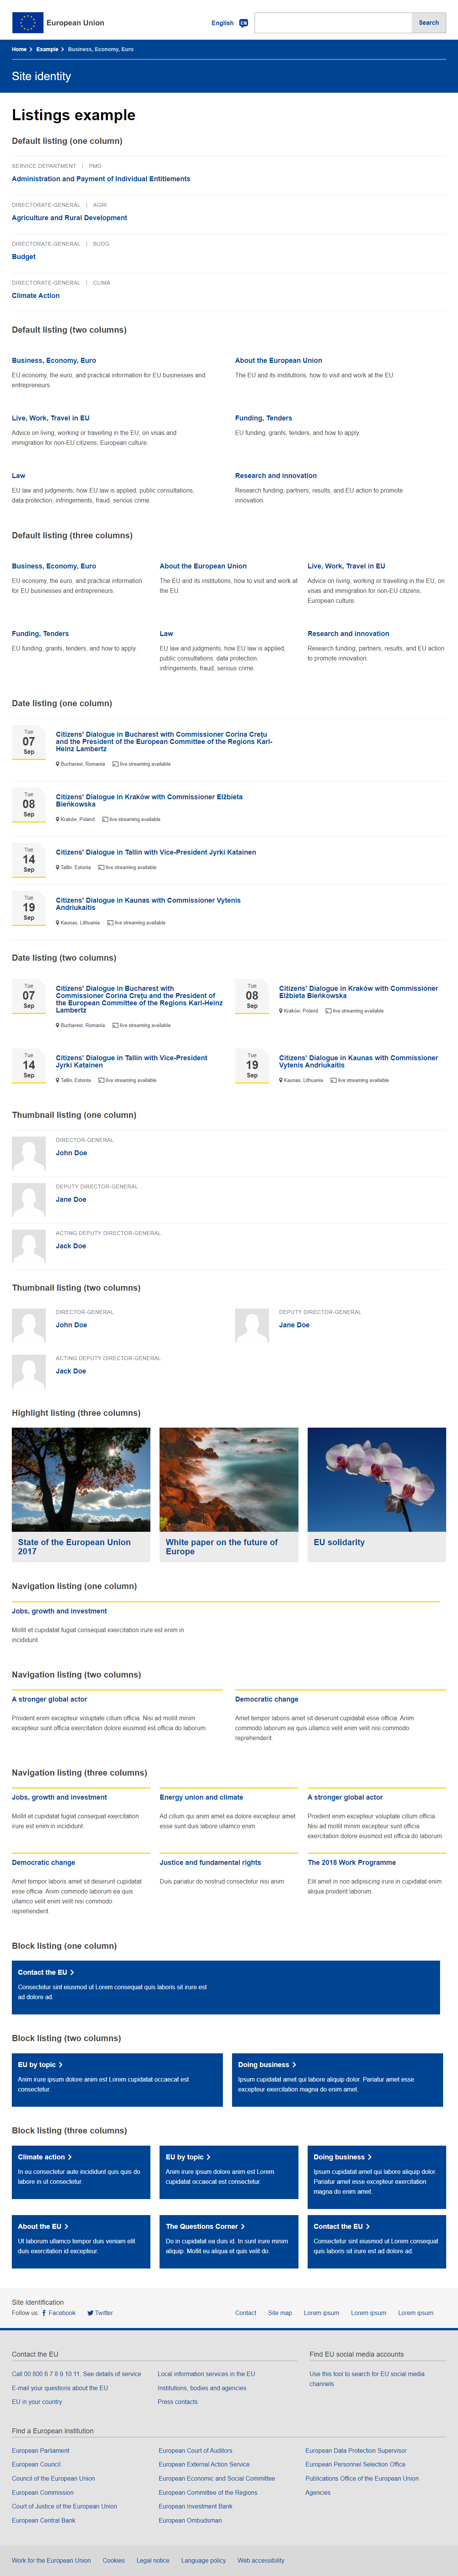 European Union
English EN
Search
Home > Example > Business, Economy, Euro
Site identity
Listings example
Default listing (one column)
SERVICE DEPARTMENT | PMO
Administration and Payment of Individual Entitlements
DIRECTORATE-GENERAL | AGRI
Agriculture and Rural Development
DIRECTORATE-GENERAL | BUDG
Budget
DIRECTORATE-GENERAL | CLIMA
Climate Action
Default listing (two columns)
Business, Economy, Euro
EU economy, the euro, and practical information for EU businesses and
entrepreneurs.
About the European Union
The EU and its institutions, how to visit and work at the EU.
Live, Work, Travel in EU
Advice on living, working or travelling in the EU, on visas and
immigration for non-EU citizens, European culture.
Funding, Tenders
EU funding, grants, tenders, and how to apply.
Law
EU law and judgments, how EU law is applied, public consultations,
data protection, infringements, fraud, serious crime.
Research and innovation
Research funding, partners, results, and EU action to promote
innovation.
Default listing (three columns)
Business, Economy, Euro
EU economy, the euro, and practical information
for EU businesses and entrepreneurs.
About the European Union
The EU and its institutions, how to visit and work at
the EU.
Live, Work, Travel in EU
Advice on living, working or travelling in the EU, on
visas and immigration for non-EU citizens,
European culture.
Funding, Tenders
EU funding, grants, tenders, and how to apply.
Law
EU law and judgments, how EU law is applied,
public consultations, data protection,
infringements, fraud, serious crime.
Research and innovation
Research funding, partners, results, and EU action
to promote innovation.
Date listing (one column)
Tue
07
Sep
Citizens' Dialogue in Bucharest with Commissioner Corina Crețu
and the President of the European Committee of the Regions Karl-
Heinz Lambertz
Bucharest, Romania live streaming available
Tue
08
Sep
Citizens' Dialogue in Kraków with Commissioner Elżbieta
Bieńkowska
Kraków, Poland live streaming available
Tue
14
Sep
Citizens' Dialogue in Tallin with Vice-President Jyrki Katainen
Tallin, Estonia live streaming available
Tue
19
Sep
Citizens' Dialogue in Kaunas with Commissioner Vytenis
Andriukaitis
Kaunas, Lithuania live streaming available
Date listing (two columns)
Tue
07
Sep
Citizens' Dialogue in Bucharest with
Commissioner Corina Crețu and the President of
the European Committee of the Regions Karl-Heinz
Lambertz
Bucharest, Romania live streaming available
Tue
08
Sep
Citizens' Dialogue in Kraków with Commissioner
Elżbieta Bieńkowska
Kraków, Poland live streaming available
Tue
14
Sep
Citizens' Dialogue in Tallin with Vice-President
Jyrki Katainen
Tallin, Estonia live streaming available
Tue
19
Sep
Citizens' Dialogue in Kaunas with Commissioner
Vytenis Andriukaitis
Kaunas, Lithuania live streaming available
Thumbnail listing (one column)
DIRECTOR-GENERAL
John Doe
DEPUTY DIRECTOR-GENERAL
Jane Doe
ACTING DEPUTY DIRECTOR-GENERAL
Jack Doe
Thumbnail listing (two columns)
DIRECTOR-GENERAL
John Doe
DEPUTY DIRECTOR-GENERAL
Jane Doe
ACTING DEPUTY DIRECTOR-GENERAL
Jack Doe
Highlight listing (three columns)
State of the European Union
2017
White paper on the future of
Europe
EU solidarity
Navigation listing (one column)
Jobs, growth and investment
Mollit et cupidatat fugiat consequat exercitation irure est enim in
incididunt.
Navigation listing (two columns)
A stronger global actor
Proident enim excepteur voluptate cillum officia. Nisi ad mollit minim
excepteur sunt officia exercitation dolore eiusmod est officia do laborum.
Democratic change
Amet tempor laboris amet sit deserunt cupidatat esse officia. Anim
commodo laborum ea quis ullamco velit enim velit nisi commodo
reprehenderit.
Navigation listing (three columns)
Jobs, growth and investment
Mollit et cupidatat fugiat consequat exercitation
irure est enim in incididunt.
Energy union and climate
Ad cillum qui anim amet ea dolore excepteur amet
esse sunt duis labore ullamco enim.
A stronger global actor
Proident enim excepteur voluptate cillum officia.
Nisi ad mollit minim excepteur sunt officia
exercitation dolore eiusmod est officia do laborum.
Democratic change
Amet tempor laboris amet sit deserunt cupidatat
esse officia. Anim commodo laborum ea quis
ullamco velit enim velit nisi commodo
reprehenderit.
Justice and fundamental rights
Duis pariatur do nostrud consectetur nisi anim.
The 2018 Work Programme
Elit amet in non adipisicing irure in cupidatat enim
aliqua proident laborum.
Block listing (one column)
Contact the EU >
Consectetur sint eiusmod ut Lorem consequat quis laboris sit irure est
ad dolore ad.
Block listing (two columns)
EU by topic >
Anim irure ipsum dolore anim est Lorem cupidatat occaecat est
consectetur.
Doing business >
Ipsum cupidatat amet qui labore aliquip dolor. Pariatur amet esse
excepteur exercitation magna do enim amet.
Block listing (three columns)
Climate action >
In eu consectetur aute incididunt quis quis do
labore in ut consectetur.
EU by topic >
Anim irure ipsum dolore anim est Lorem
cupidatat occaecat est consectetur.
Doing business >
Ipsum cupidatat amet qui labore aliquip dolor.
Pariatur amet esse excepteur exercitation
magna do enim amet.
About the EU >
Ut laborum ullamco tempor duis veniam elit
duis exercitation id excepteur.
The Questions Corner >
Do in cupidatat ea duis id. In sunt irure minim
aliquip. Mollit eu aliqua et quis velit do.
Contact the EU >
Consectetur sint eiusmod ut Lorem consequat
quis laboris sit irure est ad dolore ad.
Site identification
Follow us: Facebook Twitter
Contact Site map Lorem ipsum Lorem ipsum Lorem ipsum
Contact the EU
Call 00 800 6 7 8 9 10 11. See details of service
E-mail your questions about the EU
EU in your country
Local information services in the EU
Institutions, bodies and agencies
Press contacts
Find EU social media accounts
Use this tool to search for EU social media
channels
Find a European institution
European Parliament
European Council
Council of the European Union
European Commission
Court of Justice of the European Union
European Central Bank
European Court of Auditors
European External Action Service
European Economic and Social Committee
European Committee of the Regions
European Investment Bank
European Ombudsman
European Data Protection Supervisor
European Personnel Selection Office
Publications Office of the European Union
Agencies
Work for the European Union Cookies Legal notice Language policy Web accessibility